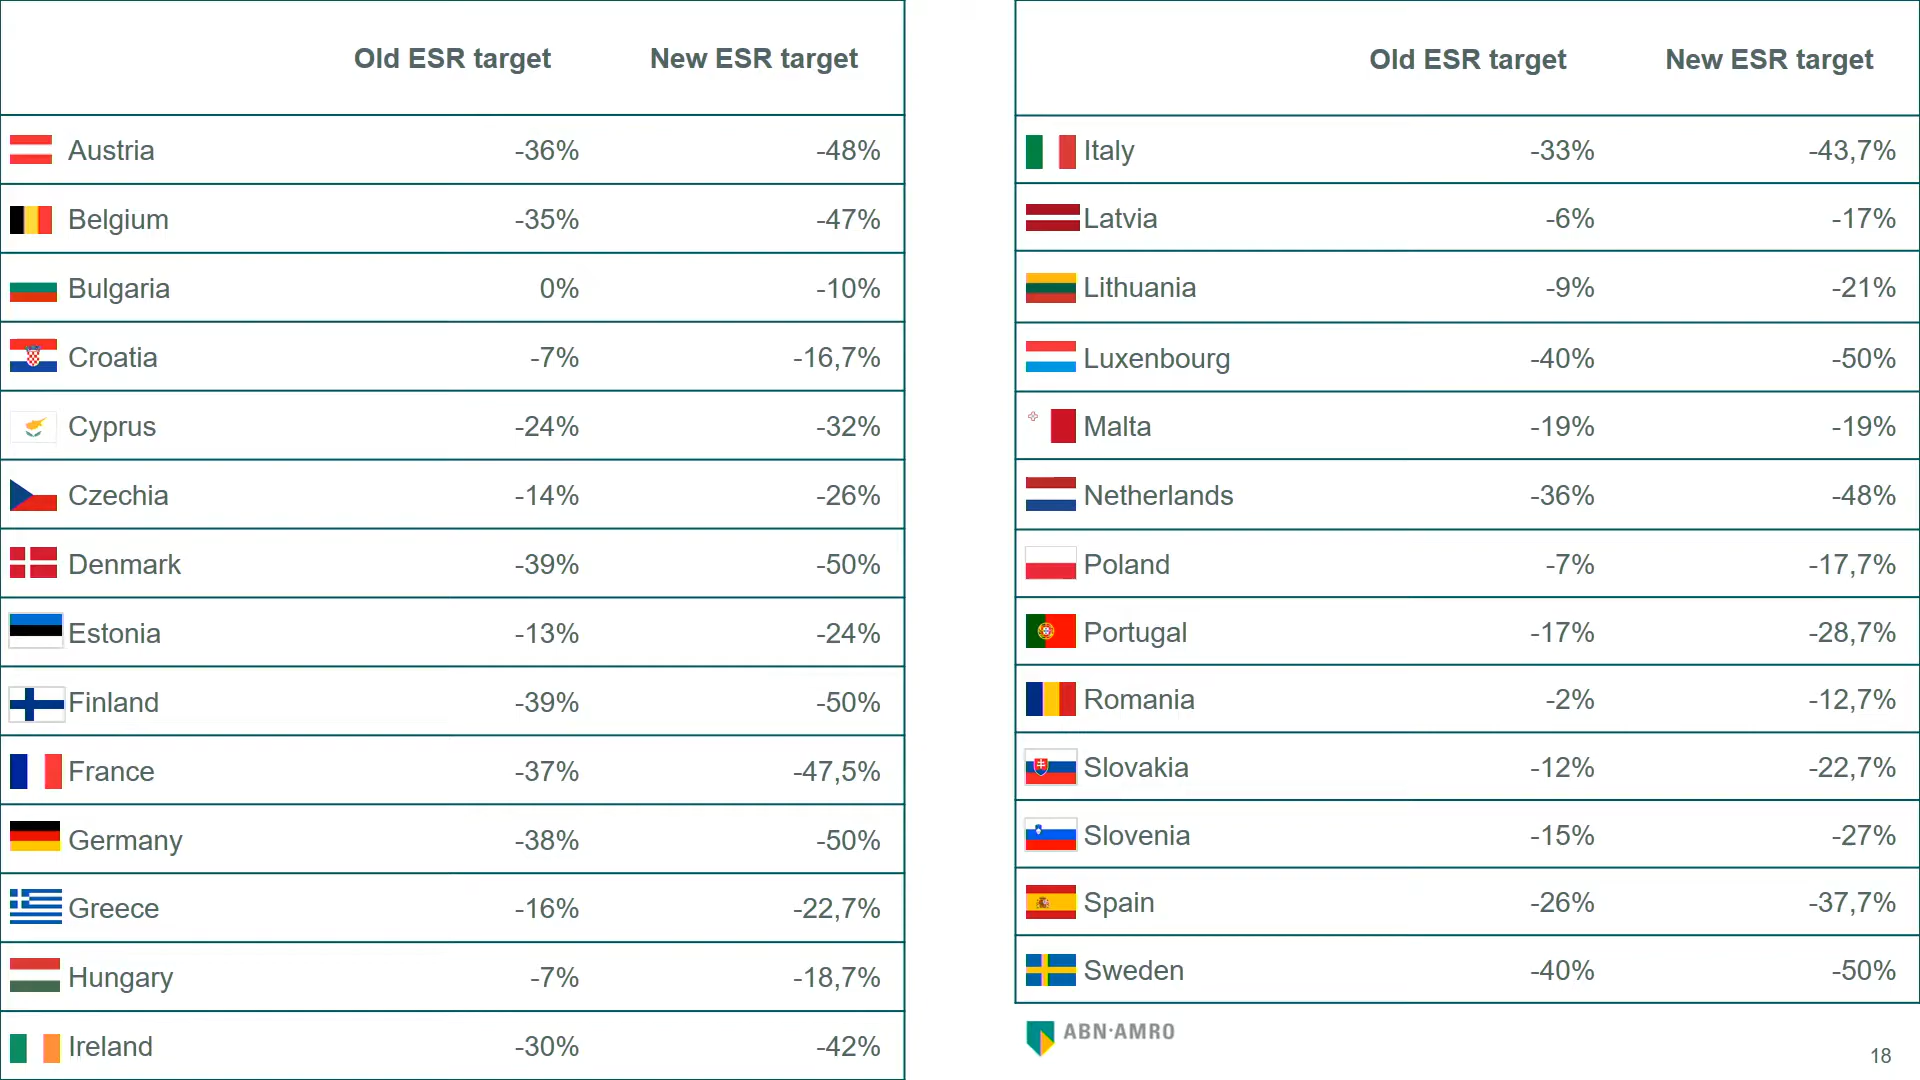 Old ESR target New ESR target
Austria -36% -48%
Belgium -35% -47%
Bulgaria 0% -10%
Croatia -7% -16,7%
Cyprus -24% -32%
Czechia -14% -26%
Denmark -39% -50%
Estonia -13% -24%
Finland -39% -50%
France -37% -47,5%
Germany -38% -50%
Greece -16% -22,7%
Hungary -7% -18,7%
Ireland -30% -42%
Old ESR target New ESR target
Italy -33% -43,7%
Latvia -6% -17%
Lithuania -9% -21%
Luxenbourg -40% -50%
Malta -19% -19%
Netherlands -36% -48%
Poland -7% -17,7%
Portugal -17% -28,7%
Romania -2% -12,7%
Slovakia -12% -22,7%
Slovenia -15% -27%
Spain -26% -37,7%
Sweden -40% -50%
ABN·AMRO
18